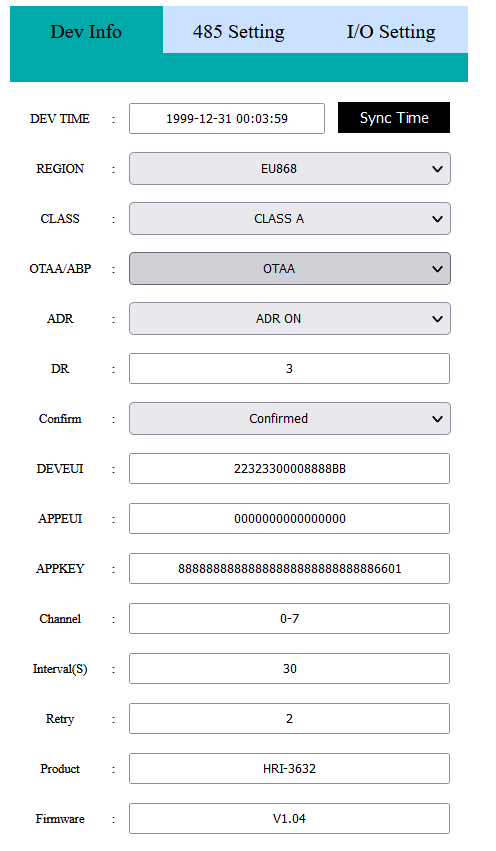 Dev Info 485 Setting I/O Setting
DEV TIME : 1999-12-31 00:03:59 Sync Time
REGION : EU868
CLASS : CLASS A
OTAA/ABP : OTAA
ADR : ADR ON
DR : 3
Confirm : Confirmed
DEVEUI : 22323300008888BB
APPEUI : 0000000000000000
APPKEY : 88888888888888888888888888886601
Channel : 0-7
Interval(S) : 30
Retry : 2
Product : HRI-3632
Firmware : V1.04